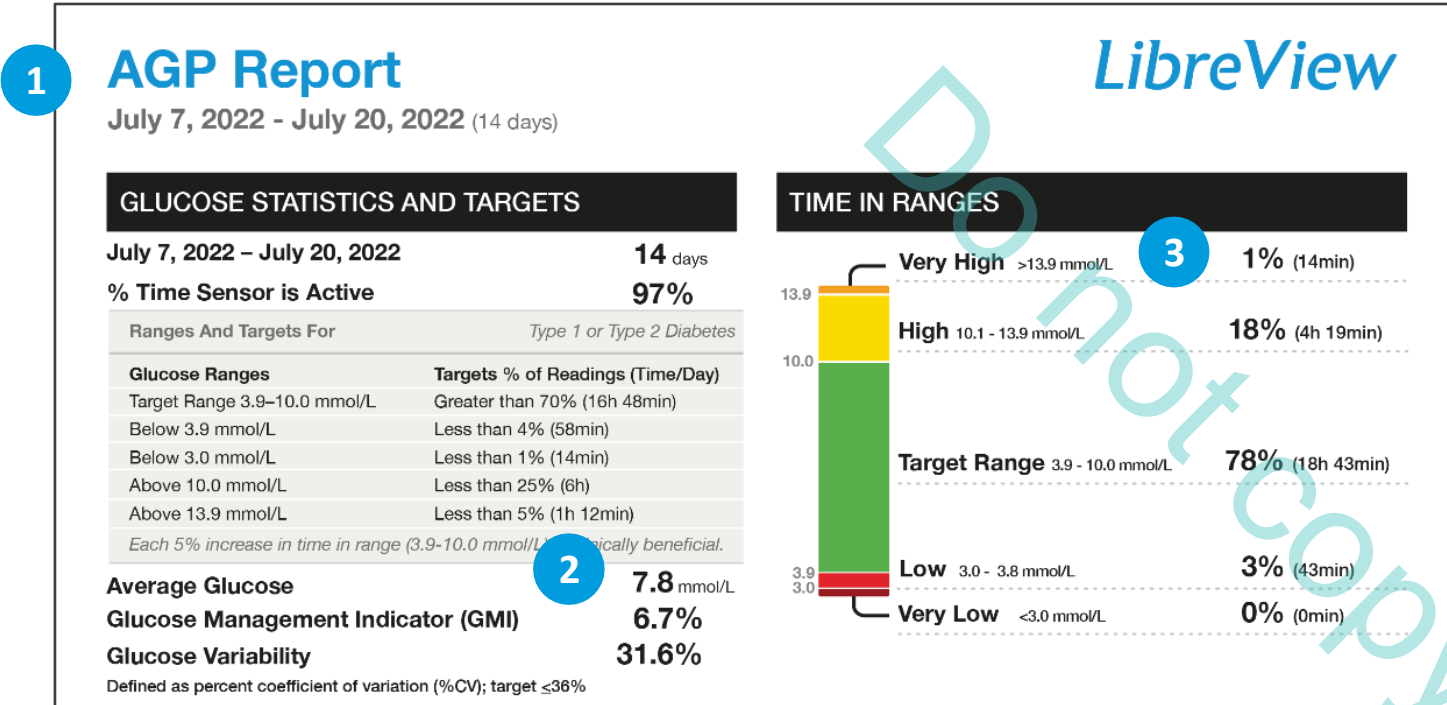 1
AGP Report
LibreView
July 7, 2022 - July 20, 2022 (14 days)
GLUCOSE STATISTICS AND TARGETS
July 7, 2022 – July 20, 2022 14 days
% Time Sensor is Active 97%
Ranges And Targets For Type 1 or Type 2 Diabetes
Glucose Ranges Targets % of Readings (Time/Day)
Target Range 3.9–10.0 mmol/L Greater than 70% (16h 48min)
Below 3.9 mmol/L Less than 4% (58min)
Below 3.0 mmol/L Less than 1% (14min)
Above 10.0 mmol/L Less than 25% (6h)
Above 13.9 mmol/L Less than 5% (1h 12min)
Each 5% increase in time in range (3.9-10.0 mmol/L) nically beneficial.
2
Average Glucose 7.8 mmol/L
Glucose Management Indicator (GMI) 6.7%
Glucose Variability 31.6%
Defined as percent coefficient of variation (%CV); target ≤36%
TIME IN RANGES
3
Very High >13.9 mmol/L 1% (14min)
13.9
High 10.1 - 13.9 mmol/L 18% (4h 19min)
10.0
Target Range 3.9 - 10.0 mmol/L 78% (18h 43min)
3.9
Low 3.0 - 3.8 mmol/L 3% (43min)
3.0
Very Low <3.0 mmol/L 0% (0min)
Do not copy